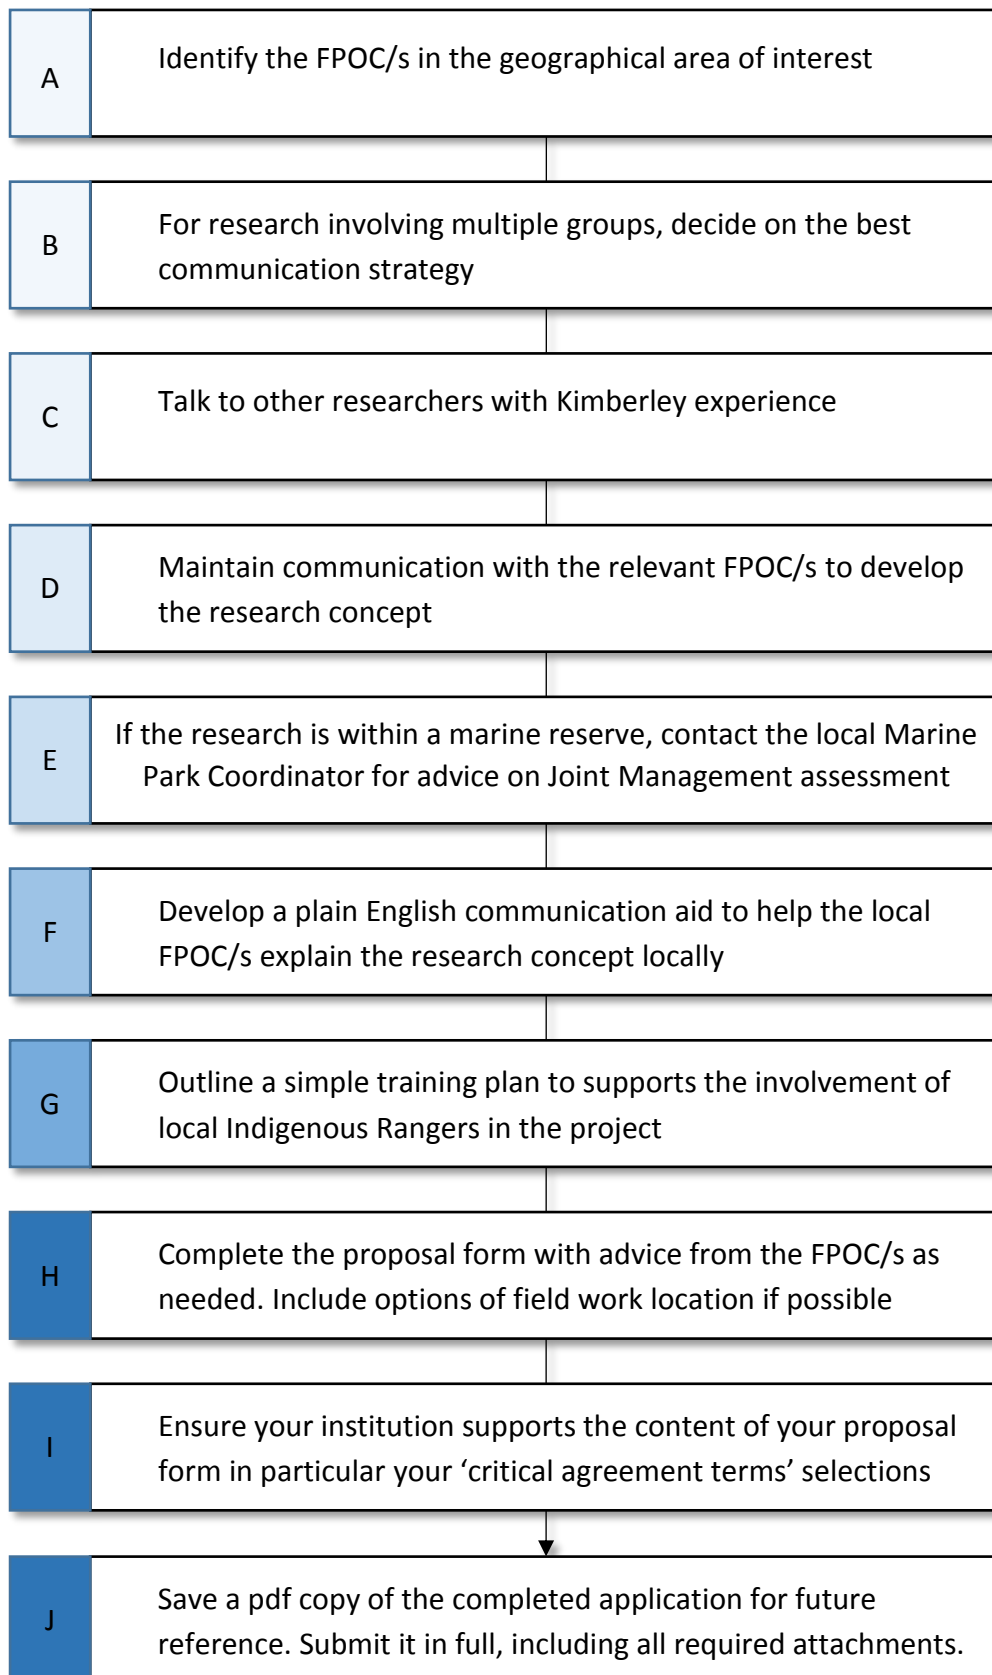 A
Identify the FPOC/s in the geographical area of interest
B
For research involving multiple groups, decide on the best
communication strategy
C
Talk to other researchers with Kimberley experience
D
Maintain communication with the relevant FPOC/s to develop
the research concept
E
If the research is within a marine reserve, contact the local Marine
Park Coordinator for advice on Joint Management assessment
F
Develop a plain English communication aid to help the local
FPOC/s explain the research concept locally
G
Outline a simple training plan to supports the involvement of
local Indigenous Rangers in the project
H
Complete the proposal form with advice from the FPOC/s as
needed. Include options of field work location if possible
I
Ensure your institution supports the content of your proposal
form in particular your ‘critical agreement terms’ selections
J
Save a pdf copy of the completed application for future
reference. Submit it in full, including all required attachments.